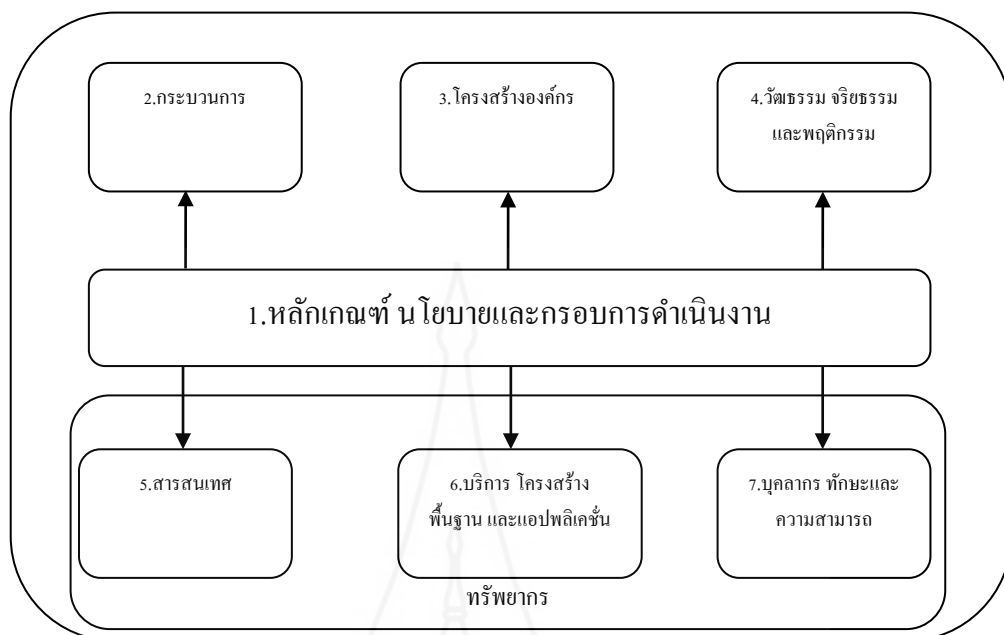 2.กระบวนการ
3.โครงสร้างองค์กร
4.วัฒธรรม จริยธรรม
และพฤติกรรม
1.หลักเกณฑ์ นโยบายและกรอบการดำเนินงาน
5.สารสนเทศ
6.บริการ โครงสร้าง
พื้นฐาน และแอปพลิเคชั่น
7.บุคลากร ทักษะและ
ความสามารถ
ทรัพยากร